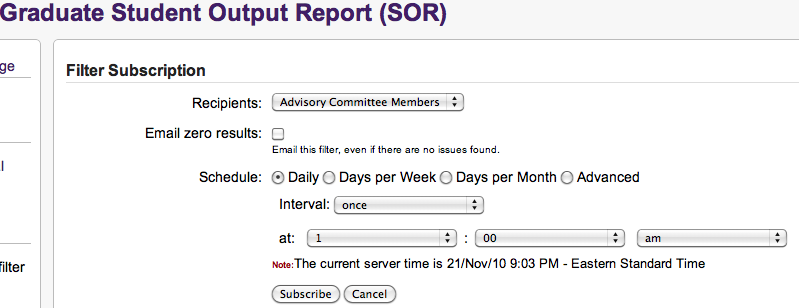 Graduate Student Output Report (SOR)
ge
Filter Subscription
Recipients: Advisory Committee Members
Email zero results:
Email this filter, even if there are no issues found.
l
Schedule: Daily Days per Week Days per Month Advanced
Interval: once
at: 1 : 00 am
filter
Note:The current server time is 21/Nov/10 9:03 PM - Eastern Standard Time
Subscribe Cancel